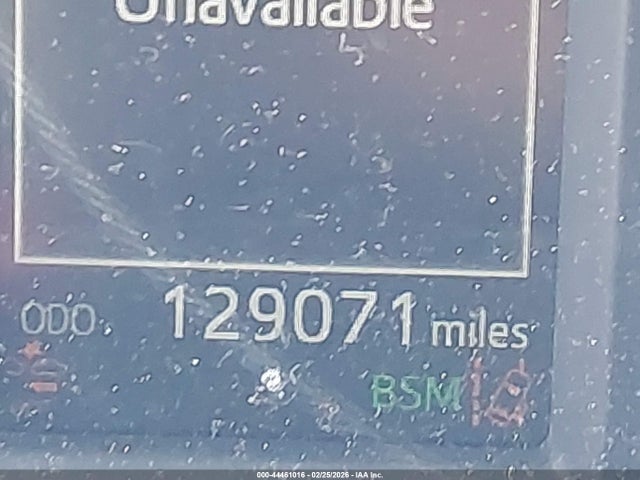 Unavailable
ODO 129071 miles
BSM
000-44461016 - 02/25/2026 - IAA Inc.